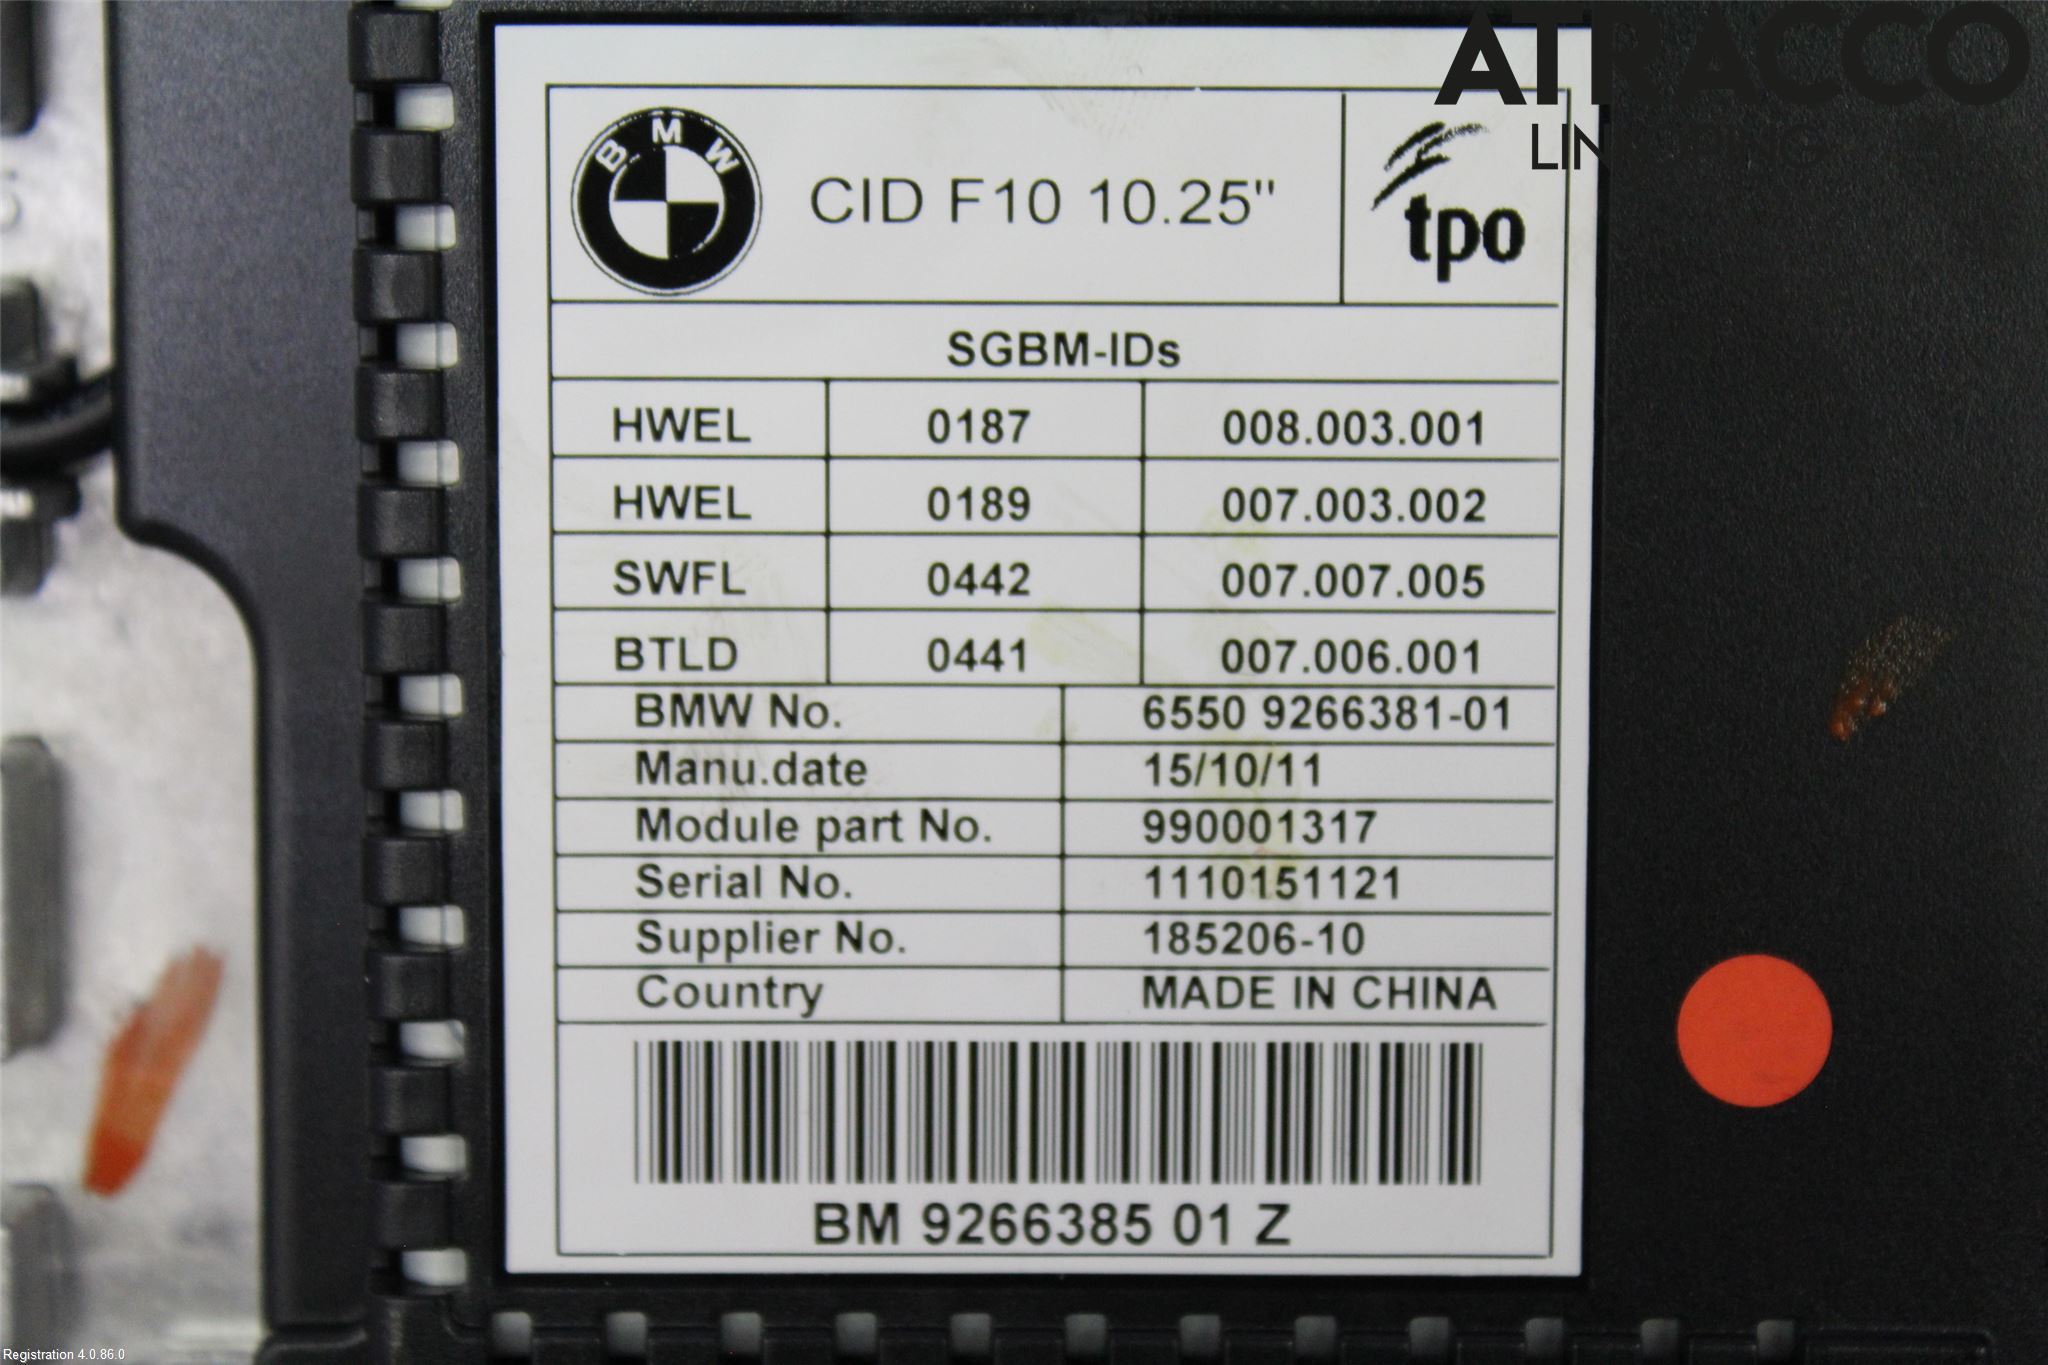 ATRACCO
LINKÖPING
B M W
CID F10 10.25"
tpo
SGBM-IDs
HWEL 0187 008.003.001
HWEL 0189 007.003.002
SWFL 0442 007.007.005
BTLD 0441 007.006.001
BMW No. 6550 9266381-01
Manu.date 15/10/11
Module part No. 990001317
Serial No. 1110151121
Supplier No. 185206-10
Country MADE IN CHINA
BM 9266385 01 Z
Registration 4.0.86.0